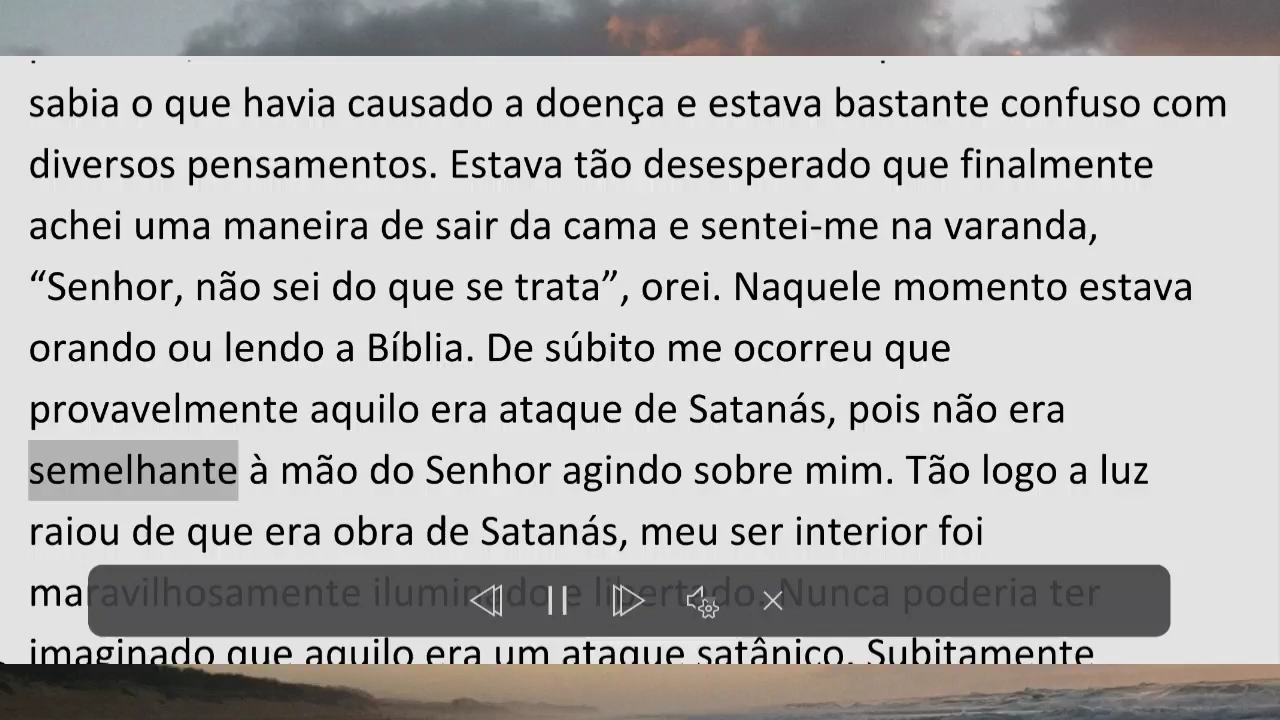 sabia o que havia causado a doença e estava bastante confuso com
diversos pensamentos. Estava tão desesperado que finalmente
achei uma maneira de sair da cama e sentei-me na varanda,
“Senhor, não sei do que se trata”, orei. Naquele momento estava
orando ou lendo a Bíblia. De súbito me ocorreu que
provavelmente aquilo era ataque de Satanás, pois não era
semelhante à mão do Senhor agindo sobre mim. Tão logo a luz
raiou de que era obra de Satanás, meu ser interior foi
maravilhosamente iluminado e libertado. Nunca poderia ter
imaginado que aquilo era um ataque satânico. Subitamente